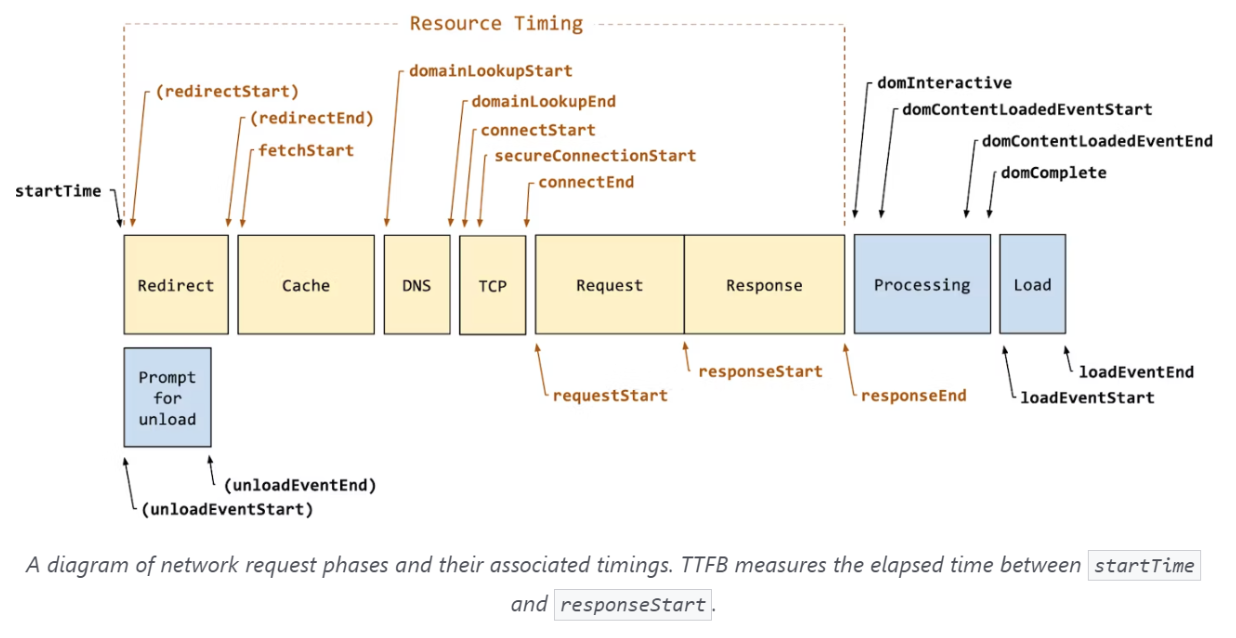 Resource Timing
domainLookupStart
domInteractive
(redirectStart)
domainLookupEnd
domContentLoadedEventStart
(redirectEnd)
connectStart
domContentLoadedEventEnd
fetchStart
secureConnectionStart
domComplete
connectEnd
startTime
Redirect
Cache
DNS
TCP
Request
Response
Processing
Load
Prompt
for
unload
responseStart
loadEventEnd
requestStart
responseEnd
loadEventStart
(unloadEventEnd)
(unloadEventStart)
A diagram of network request phases and their associated timings. TTFB measures the elapsed time between startTime
and responseStart.